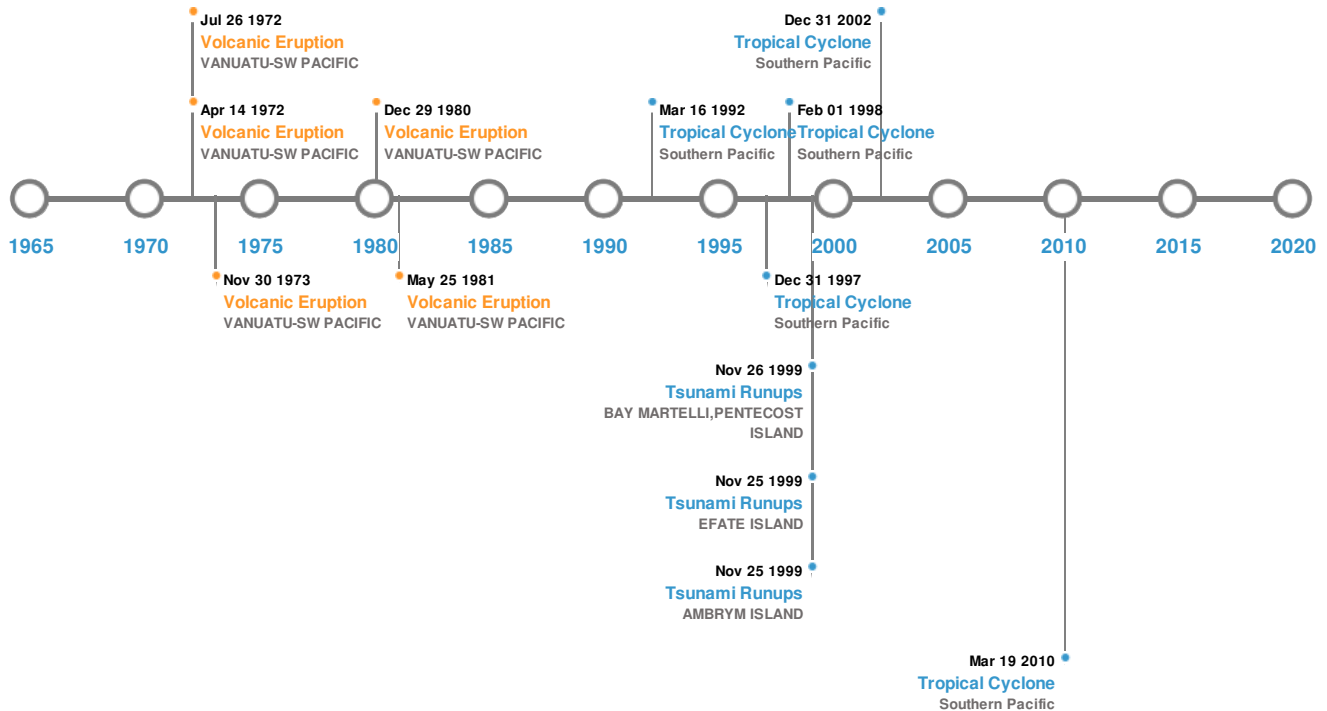 Jul 26 1972
Volcanic Eruption
VANUATU-SW PACIFIC
Dec 31 2002
Tropical Cyclone
Southern Pacific
Apr 14 1972
Volcanic Eruption
VANUATU-SW PACIFIC
Dec 29 1980
Volcanic Eruption
VANUATU-SW PACIFIC
Mar 16 1992
Tropical Cyclone
Southern Pacific
Feb 01 1998
Tropical Cyclone
Southern Pacific
1965 1970 1975 1980 1985 1990 1995 2000 2005 2010 2015 2020
Nov 30 1973
Volcanic Eruption
VANUATU-SW PACIFIC
May 25 1981
Volcanic Eruption
VANUATU-SW PACIFIC
Dec 31 1997
Tropical Cyclone
Southern Pacific
Nov 26 1999
Tsunami Runups
BAY MARTELLI,PENTECOST
ISLAND
Nov 25 1999
Tsunami Runups
EFATE ISLAND
Nov 25 1999
Tsunami Runups
AMBRYM ISLAND
Mar 19 2010
Tropical Cyclone
Southern Pacific